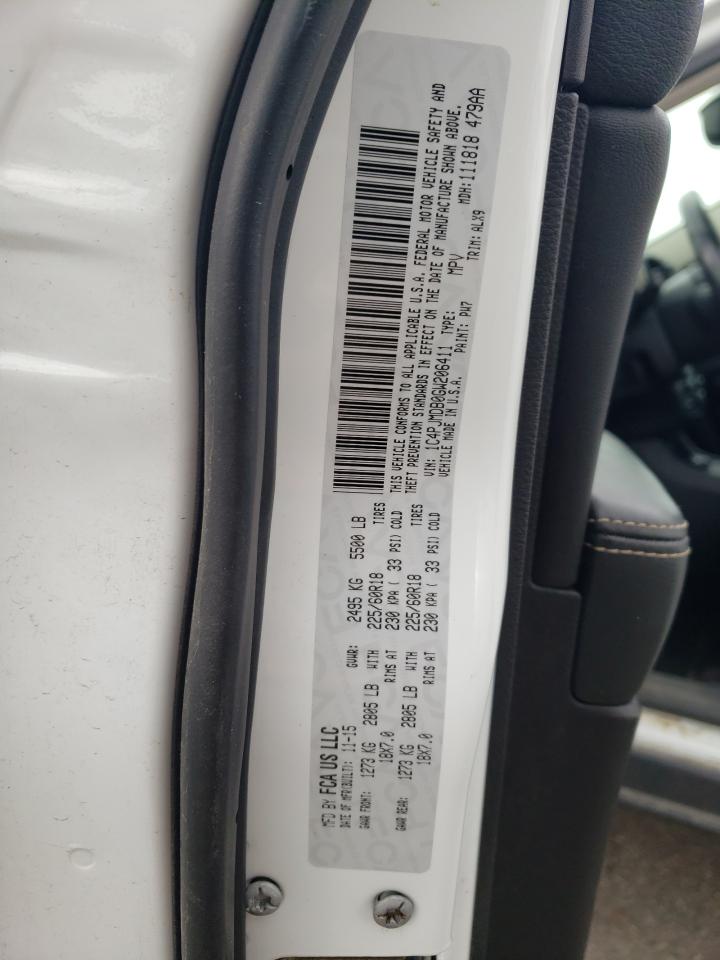 MFD BY FCA US LLC
DATE OF MFR(BUILT): 11-15 GVWR: 2495 KG 5500 LB
GAWR FRONT: 1273 KG 2805 LB WITH 225/60R18 TIRES
18X7.0 RIMS AT 230 KPA ( 33 PSI) COLD
GAWR REAR: 1273 KG 2805 LB WITH 225/60R18 TIRES
18X7.0 RIMS AT 230 KPA ( 33 PSI) COLD
THIS VEHICLE CONFORMS TO ALL APPLICABLE U.S.A. FEDERAL MOTOR VEHICLE SAFETY AND
THEFT PREVENTION STANDARDS IN EFFECT ON THE DATE OF MANUFACTURE SHOWN ABOVE.
VIN: 1C4PJMDB0GW206411 TYPE: MPV MDH:111818 479AA
VEHICLE MADE IN U.S.A. PAINT: PW7 TRIM: ALX9